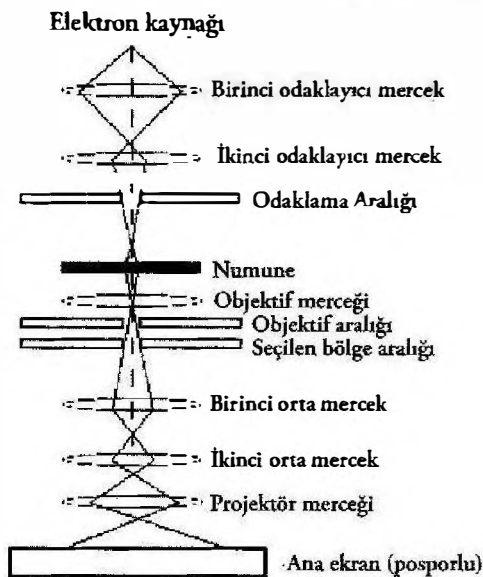 Elektron kaynağı
Birinci odaklayıcı mercek
İkinci odaklayıcı mercek
Odaklama Aralığı
Numune
Objektif merceği
Objektif aralığı
Seçilen bölge aralığı
Birinci orta mercek
İkinci orta mercek
Projektör merceği
Ana ekran (posporlu)